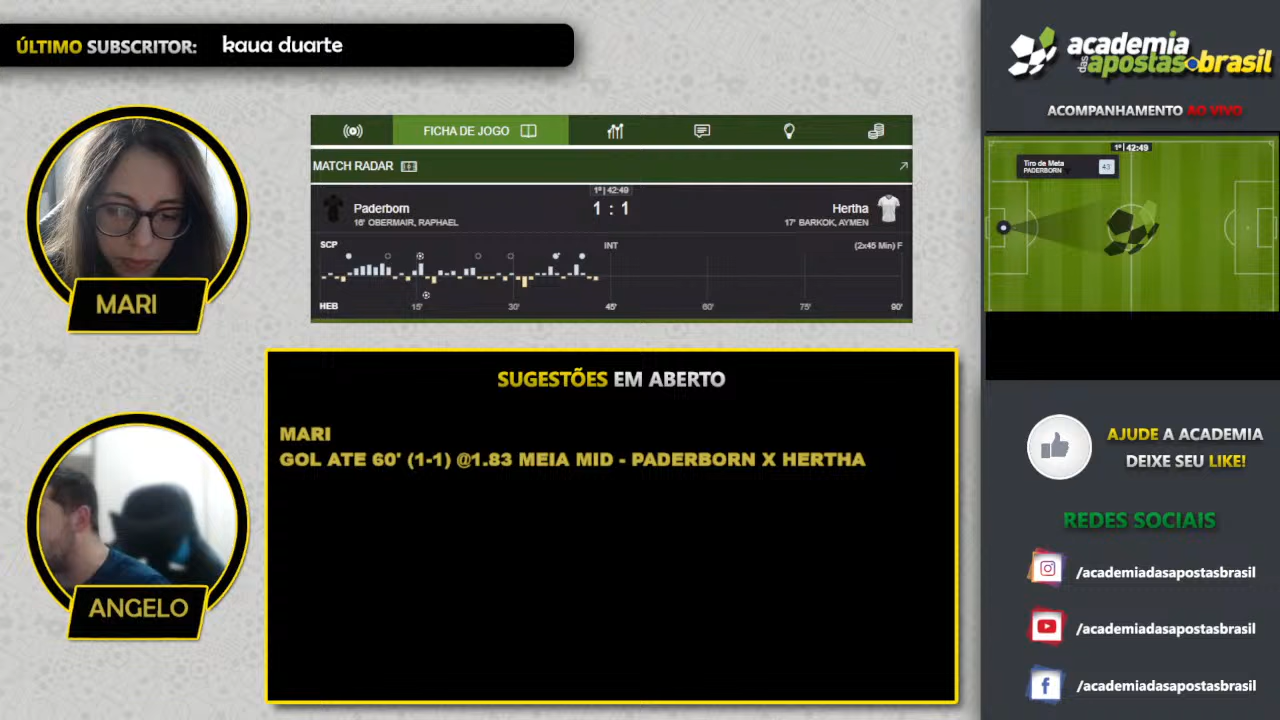 ÚLTIMO SUBSCRITOR: kaua duarte
MARI
ANGELO
FICHA DE JOGO
MATCH RADAR
1º | 42:49
Paderborn 1 : 1 Hertha
16' OBERMAIR, RAPHAEL 17' BARKOK, AYMEN
SCP INT (2x45 Min) F
HEB 15' 30' 45' 60' 75' 90'
SUGESTÕES EM ABERTO
MARI
GOL ATE 60' (1-1) @1.83 MEIA MID - PADERBORN X HERTHA
academia
das apostas brasil
ACOMPANHAMENTO AO VIVO
1º | 42:49
Tiro de Meta 43'
PADERBORN
AJUDE A ACADEMIA
DEIXE SEU LIKE!
REDES SOCIAIS
/academiadasapostasbrasil
/academiadasapostasbrasil
/academiadasapostasbrasil